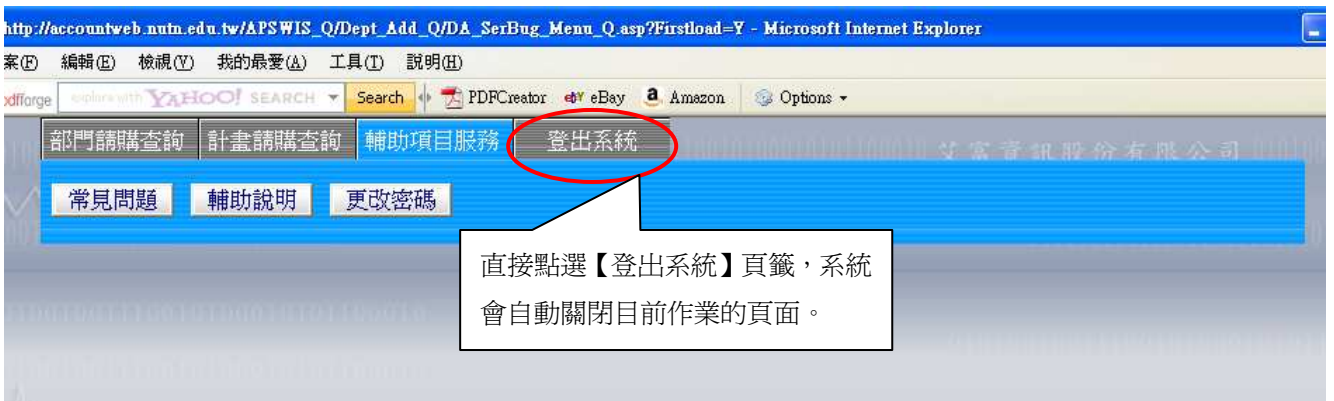 http://accountweb.nutn.edu.tw/APSWIS_Q/Dept_Add_Q/DA_SerBug_Menu_Q.asp?Firstload=Y - Microsoft Internet Explorer
案(F) 編輯(E) 檢視(V) 我的最愛(A) 工具(T) 說明(H)
pdfforge explore with YAHOO! SEARCH Search PDFCreator eBay Amazon Options
部門請購查詢 計畫請購查詢 輔助項目服務 登出系統
艾富資訊股份有限公司
常見問題 輔助說明 更改密碼
直接點選【登出系統】頁籤，系統
會自動關閉目前作業的頁面。